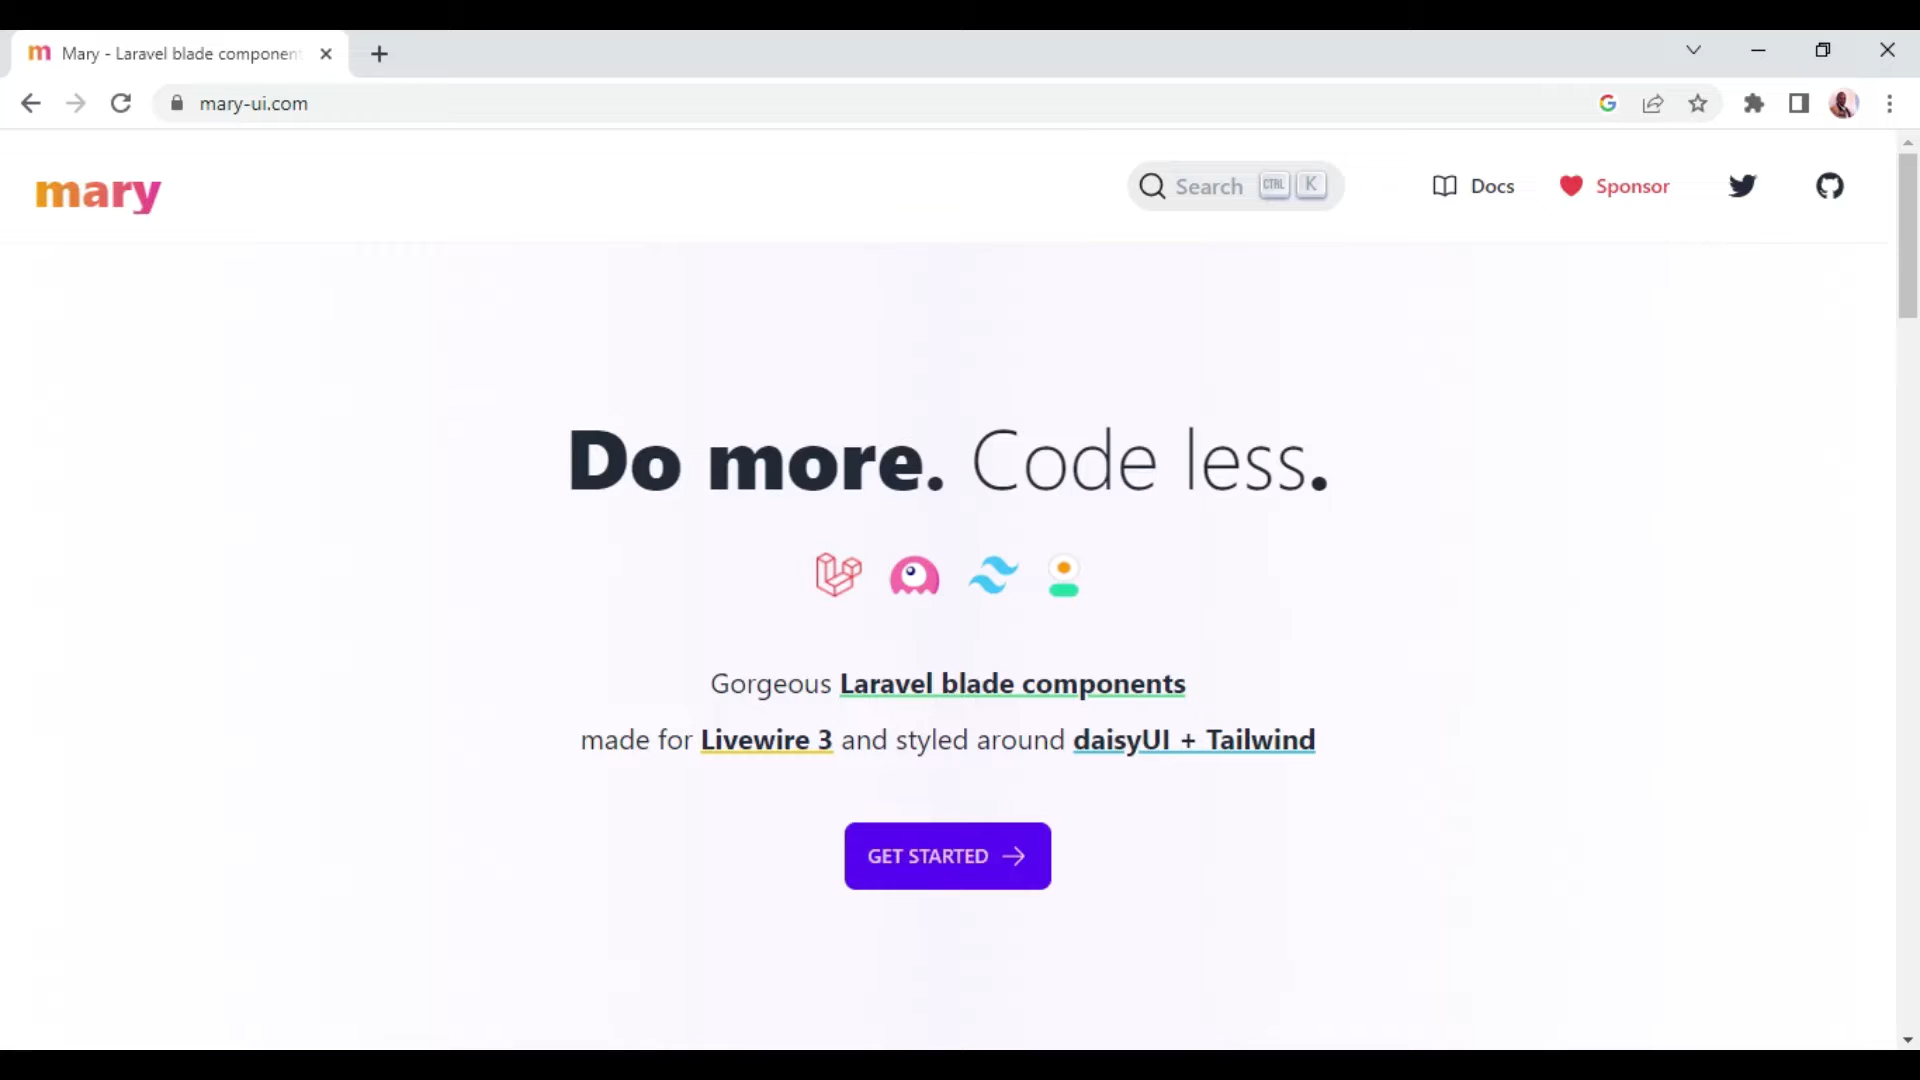 m Mary - Laravel blade component
mary-ui.com
mary
Search CTRL K
Docs
Sponsor
Do more. Code less.
Gorgeous Laravel blade components
made for Livewire 3 and styled around daisyUI + Tailwind
GET STARTED